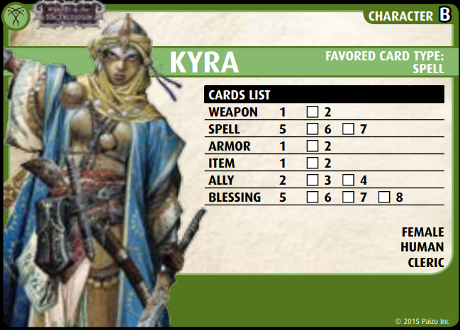 CHARACTER B
KYRA
FAVORED CARD TYPE:
SPELL
CARDS LIST
WEAPON 1 □ 2
SPELL 5 □ 6 □ 7
ARMOR 1 □ 2
ITEM 1 □ 2
ALLY 2 □ 3 □ 4
BLESSING 5 □ 6 □ 7 □ 8
FEMALE
HUMAN
CLERIC
© 2015 Paizo Inc